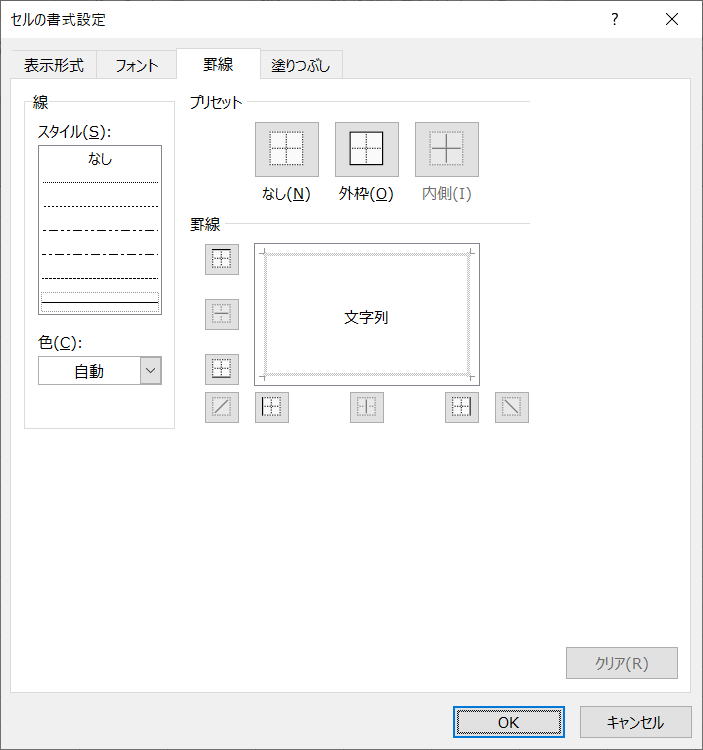 セルの書式設定
表示形式 フォント 罫線 塗りつぶし
線
スタイル(S):
なし
色(C):
自動
プリセット
なし(N) 外枠(O) 内側(I)
罫線
文字列
クリア(R)
OK キャンセル